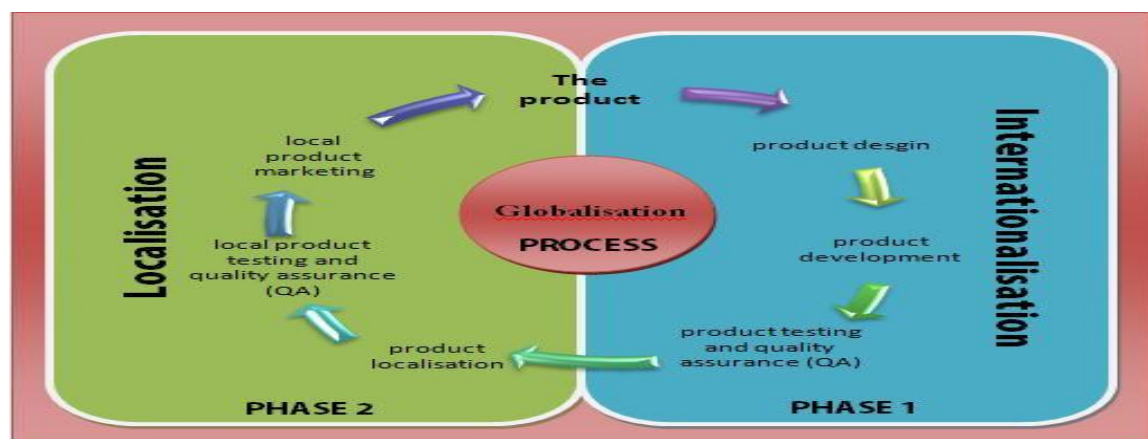 The
product
product desgin
product
development
product testing
and quality
assurance (QA)
product
localisation
local product
testing and
quality assurance
(QA)
local
product
marketing
Globalisation
PROCESS
Localisation
Internationalisation
PHASE 2
PHASE 1